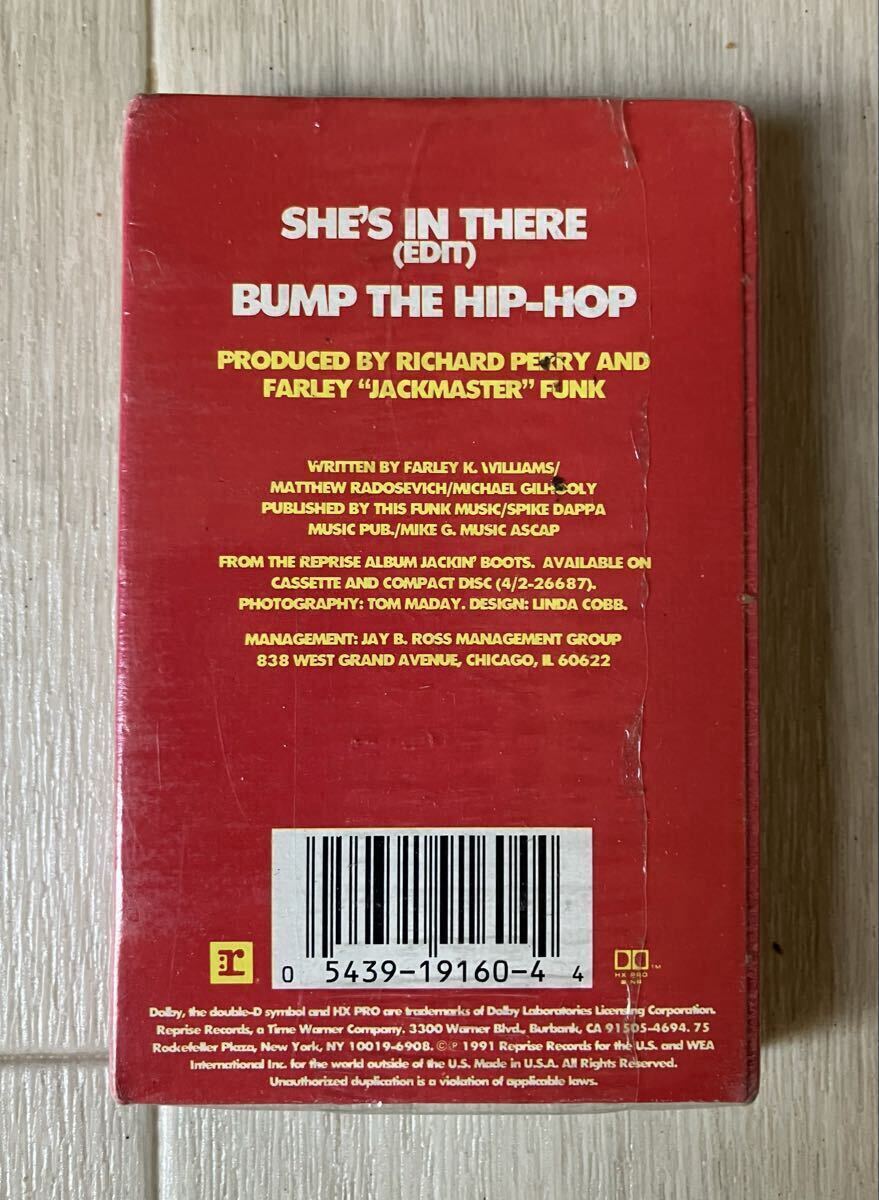 SHE'S IN THERE
(EDIT)
BUMP THE HIP-HOP
PRODUCED BY RICHARD PERRY AND
FARLEY "JACKMASTER" FUNK
WRITTEN BY FARLEY K. WILLIAMS/
MATTHEW RADOSEVICH/MICHAEL GILHOOLY
PUBLISHED BY THIS FUNK MUSIC/SPIKE DAPPA
MUSIC PUB./MIKE G. MUSIC ASCAP
FROM THE REPRISE ALBUM JACKIN' BOOTS. AVAILABLE ON
CASSETTE AND COMPACT DISC (4/2-26687).
PHOTOGRAPHY: TOM MADAY. DESIGN: LINDA COBB.
MANAGEMENT: JAY B. ROSS MANAGEMENT GROUP
838 WEST GRAND AVENUE, CHICAGO, IL 60622
r
0 5439-19160-4 4
HX PRO
B NR
TM
Dolby, the double-D symbol and HX PRO are trademarks of Dolby Laboratories Licensing Corporation.
Reprise Records, a Time Warner Company. 3300 Warner Blvd., Burbank, CA 91505-4694. 75
Rockefeller Plaza, New York, NY 10019-6908. ©℗ 1991 Reprise Records for the U.S. and WEA
International Inc. for the world outside of the U.S. Made in U.S.A. All Rights Reserved.
Unauthorized duplication is a violation of applicable laws.